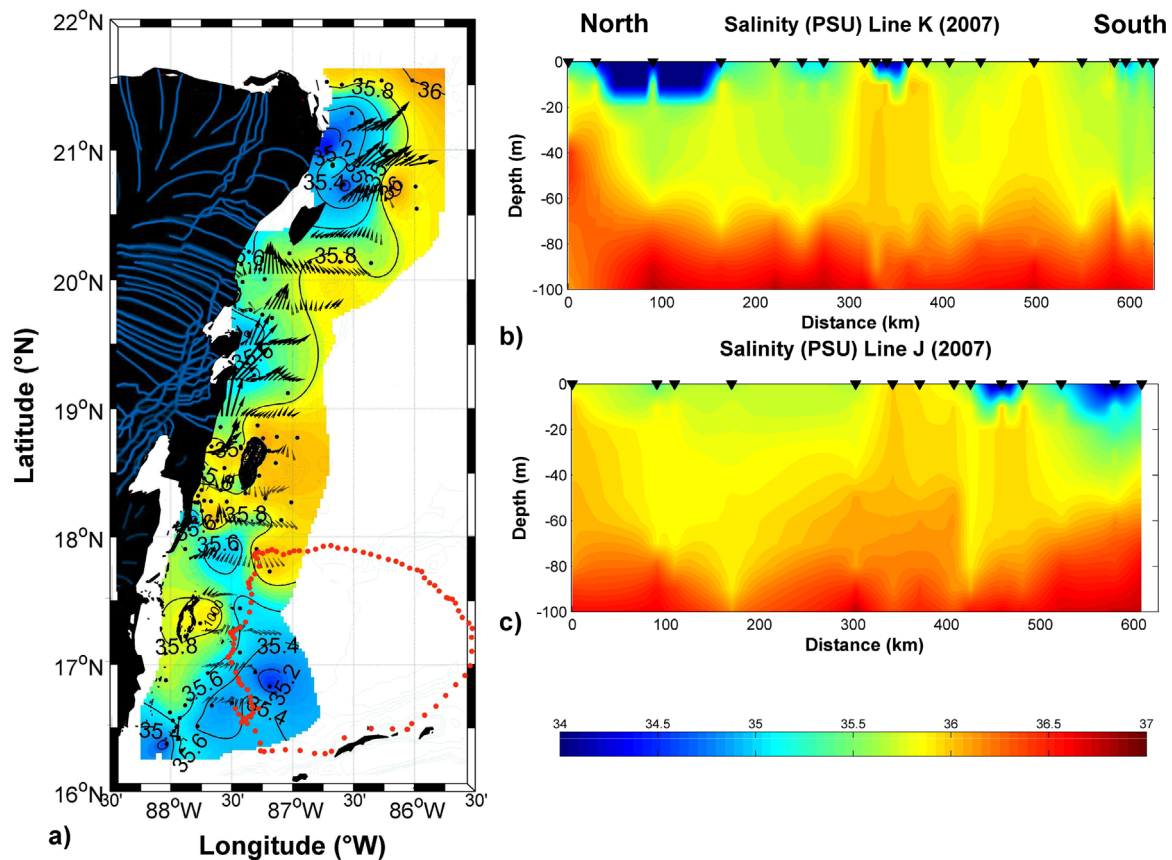 22°N
21°N
20°N
19°N
18°N
17°N
16°N
Latitude (°N)
30'
88°W
30'
87°W
30'
86°W
30'
Longitude (°W)
a)
35.8
36
35.2
35.4
35.8
35.6
35.8
35.6
35.8
1000
35.4
35.6
35.2
35.4
35.4
35.6
North
Salinity (PSU) Line K (2007)
South
0
-20
-40
-60
-80
-100
Depth (m)
0
100
200
300
400
500
600
Distance (km)
b)
Salinity (PSU) Line J (2007)
0
-20
-40
-60
-80
-100
Depth (m)
0
100
200
300
400
500
600
Distance (km)
c)
34
34.5
35
35.5
36
36.5
37